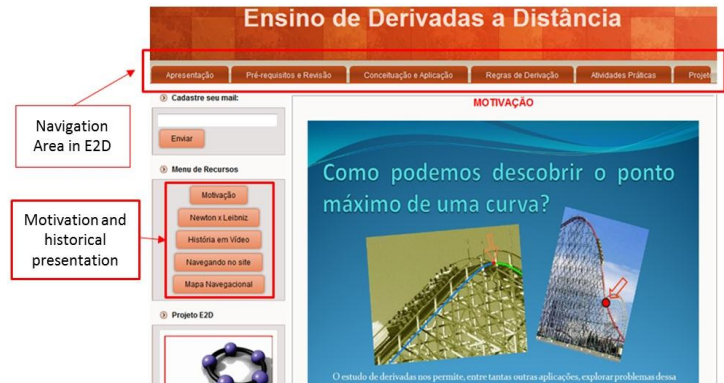 Ensino de Derivadas a Distância
Apresentação
Pré-requisitos e Revisão
Conceituação e Aplicação
Regras de Derivação
Atividades Práticas
Navigation
Area in E2D
Motivation and
historical
presentation
Cadastre seu mail:
Enviar
Menu de Recursos
Motivação
Newton x Leibniz
História em Vídeo
Navegando no site
Mapa Navegacional
Projeto E2D
MOTIVAÇÃO
Como podemos descobrir o ponto
máximo de uma curva?
O estudo de derivadas nos permite, entre tantas outras aplicações, explorar problemas dessa